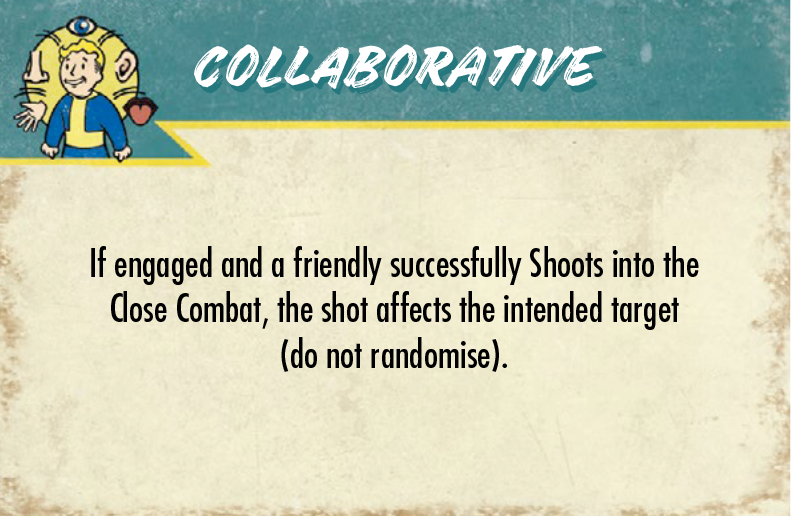 COLLABORATIVE
If engaged and a friendly successfully Shoots into the
Close Combat, the shot affects the intended target
(do not randomise).